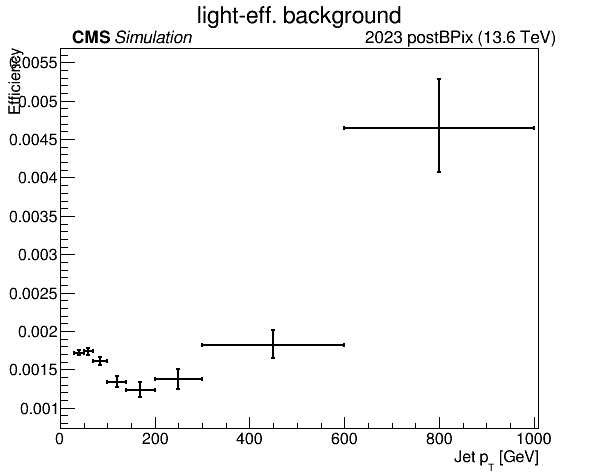 light-eff. background
CMS Simulation
2023 postBPix (13.6 TeV)
Efficiency
0.0055
0.005
0.0045
0.004
0.0035
0.003
0.0025
0.002
0.0015
0.001
0 200 400 600 800 1000
Jet p_T [GeV]